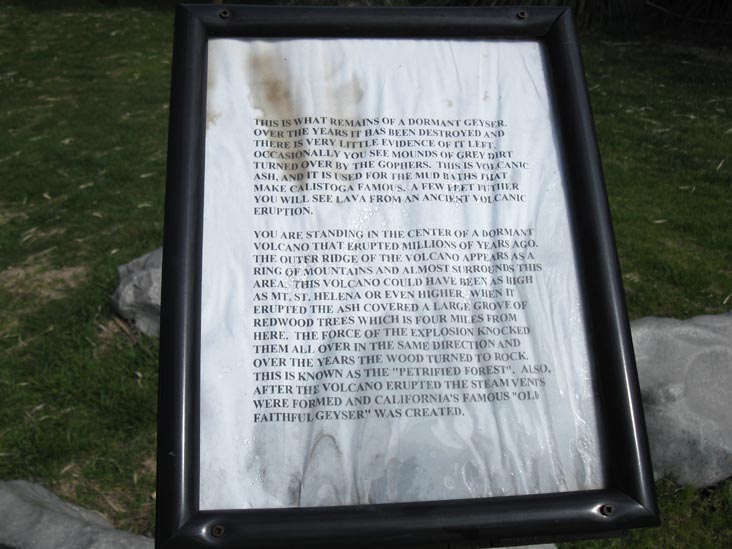 THIS IS WHAT REMAINS OF A DORMANT GEYSER.
OVER THE YEARS IT HAS BEEN DESTROYED AND
THERE IS VERY LITTLE EVIDENCE OF IT LEFT.
OCCASIONALLY YOU SEE MOUNDS OF GREY DIRT
TURNED OVER BY THE GOPHERS. THIS IS VOLCANIC
ASH, AND IT IS USED FOR THE MUD BATHS THAT
MAKE CALISTOGA FAMOUS. A FEW FEET FUTHER
YOU WILL SEE LAVA FROM AN ANCIENT VOLCANIC
ERUPTION.
YOU ARE STANDING IN THE CENTER OF A DORMANT
VOLCANO THAT ERUPTED MILLIONS OF YEARS AGO.
THE OUTER RIDGE OF THE VOLCANO APPEARS AS A
RING OF MOUNTAINS AND ALMOST SURROUNDS THIS
AREA. THIS VOLCANO COULD HAVE BEEN AS HIGH
AS MT. ST. HELENA OR EVEN HIGHER. WHEN IT
ERUPTED THE ASH COVERED A LARGE GROVE OF
REDWOOD TREES WHICH IS FOUR MILES FROM
HERE. THE FORCE OF THE EXPLOSION KNOCKED
THEM ALL OVER IN THE SAME DIRECTION AND
OVER THE YEARS THE WOOD TURNED TO ROCK.
THIS IS KNOWN AS THE "PETRIFIED FOREST". ALSO,
AFTER THE VOLCANO ERUPTED THE STEAM VENTS
WERE FORMED AND CALIFORNIA'S FAMOUS "OLD
FAITHFUL GEYSER" WAS CREATED.